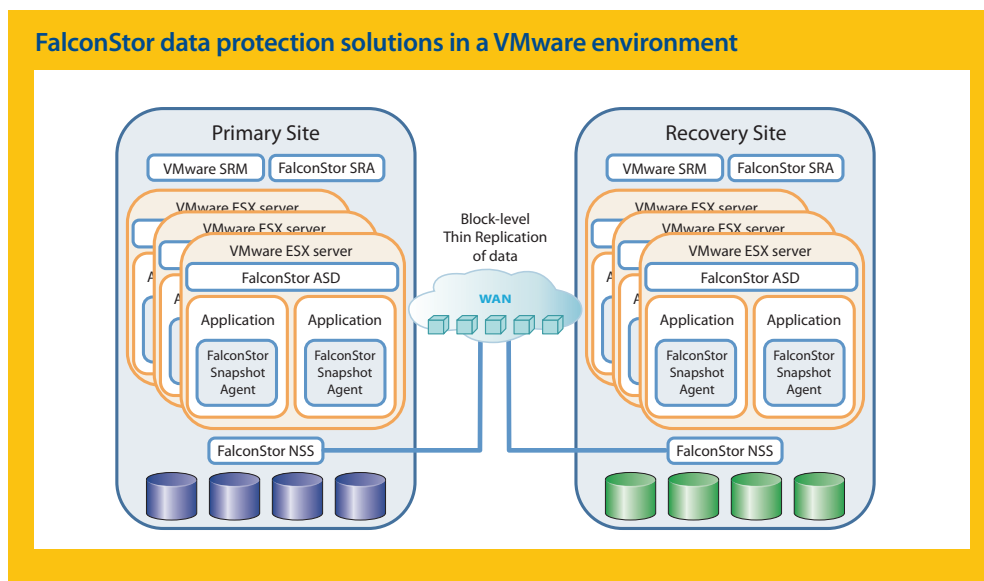 FalconStor data protection solutions in a VMware environment
Primary Site
VMware SRM
FalconStor SRA
VMware ESX server
VMware ESX server
VMware ESX server
FalconStor ASD
Application
Application
FalconStor
Snapshot
Agent
FalconStor
Snapshot
Agent
FalconStor NSS
Block-level
Thin Replication
of data
WAN
Recovery Site
VMware SRM
FalconStor SRA
VMware ESX server
VMware ESX server
VMware ESX server
FalconStor ASD
Application
Application
FalconStor
Snapshot
Agent
FalconStor
Snapshot
Agent
FalconStor NSS